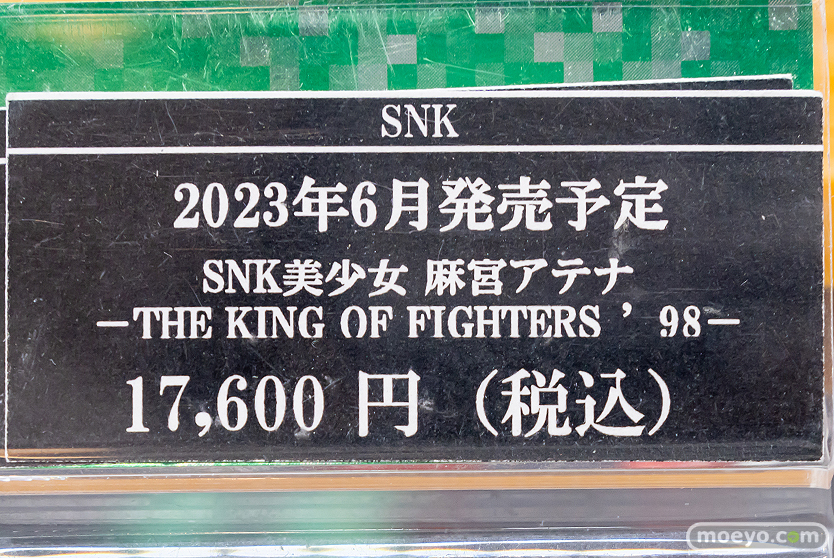 SNK
2023年6月発売予定
SNK美少女 麻宮アテナ
－THE KING OF FIGHTERS ’98－
17,600 円（税込）
moeyo.com